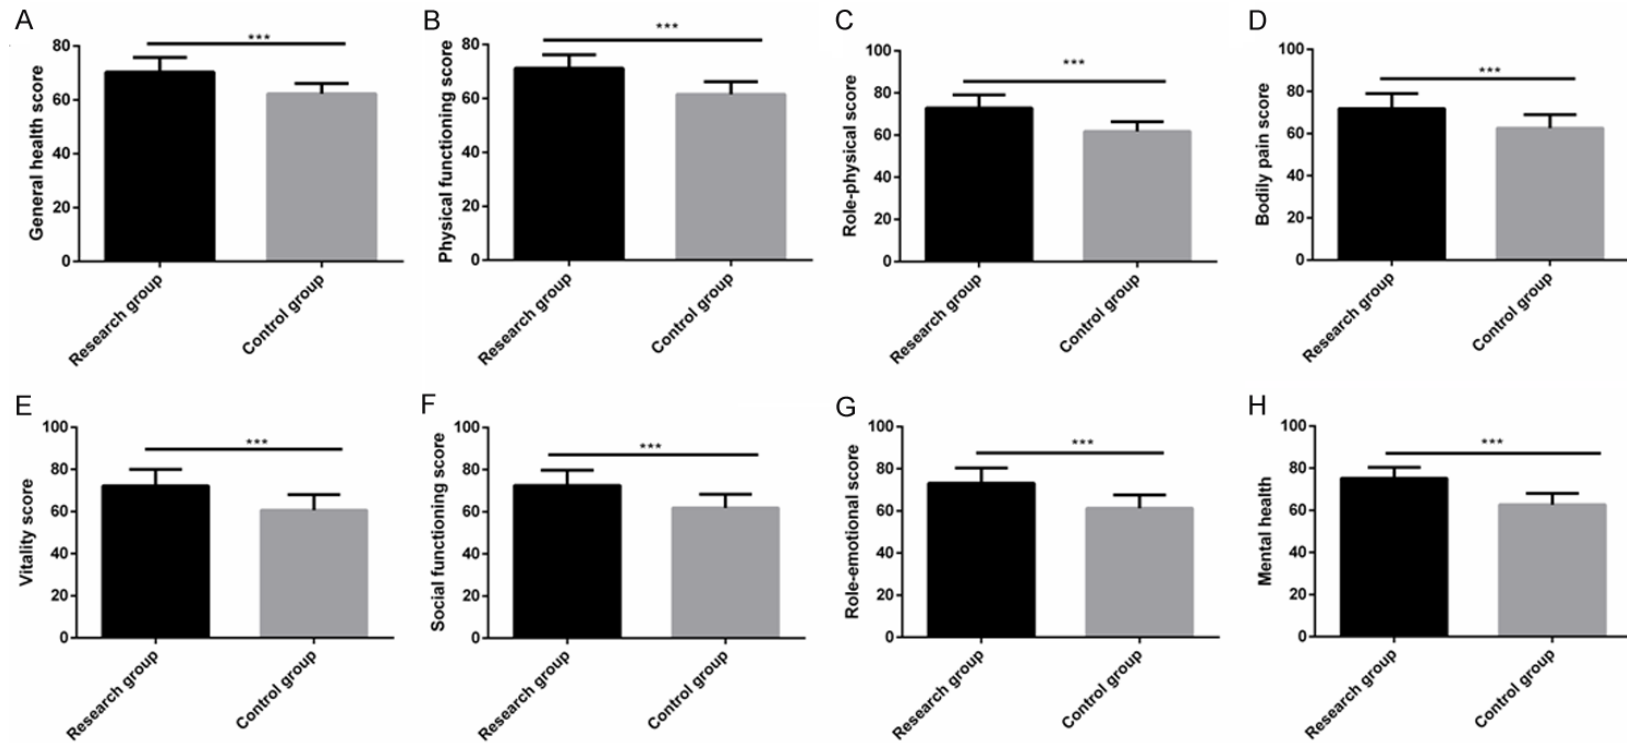 A
General health score
80
60
40
20
0
***
Research group
Control group
B
Physical functioning score
80
60
40
20
0
***
Research group
Control group
C
Role-physical score
100
80
60
40
20
0
***
Research group
Control group
D
Bodily pain score
100
80
60
40
20
0
***
Research group
Control group
E
Vitality score
100
80
60
40
20
0
***
Research group
Control group
F
Social functioning score
100
80
60
40
20
0
***
Research group
Control group
G
Role-emotional score
100
80
60
40
20
0
***
Research group
Control group
H
Mental health
100
80
60
40
20
0
***
Research group
Control group